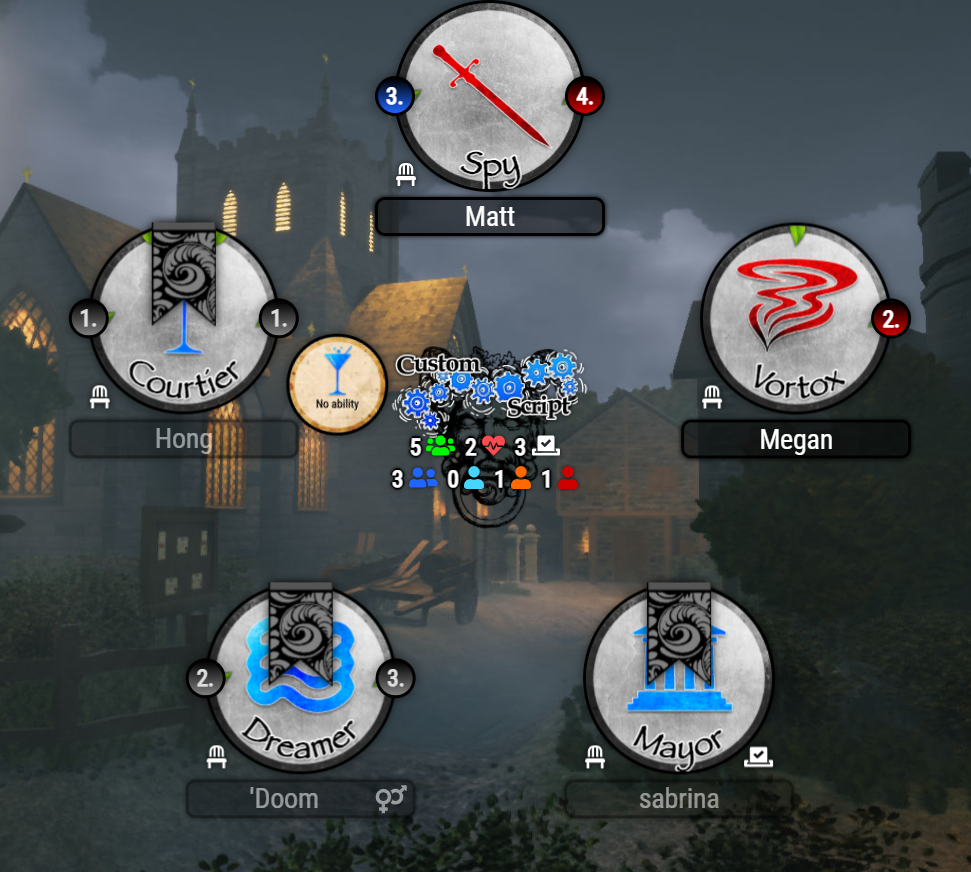 3.
4.
Spy
Matt
1.
1.
Courtier
Hong
No ability
Custom
Script
2.
Vortox
Megan
5 2 3
3 0 1 1
2.
3.
Dreamer
'Doom
Mayor
sabrina